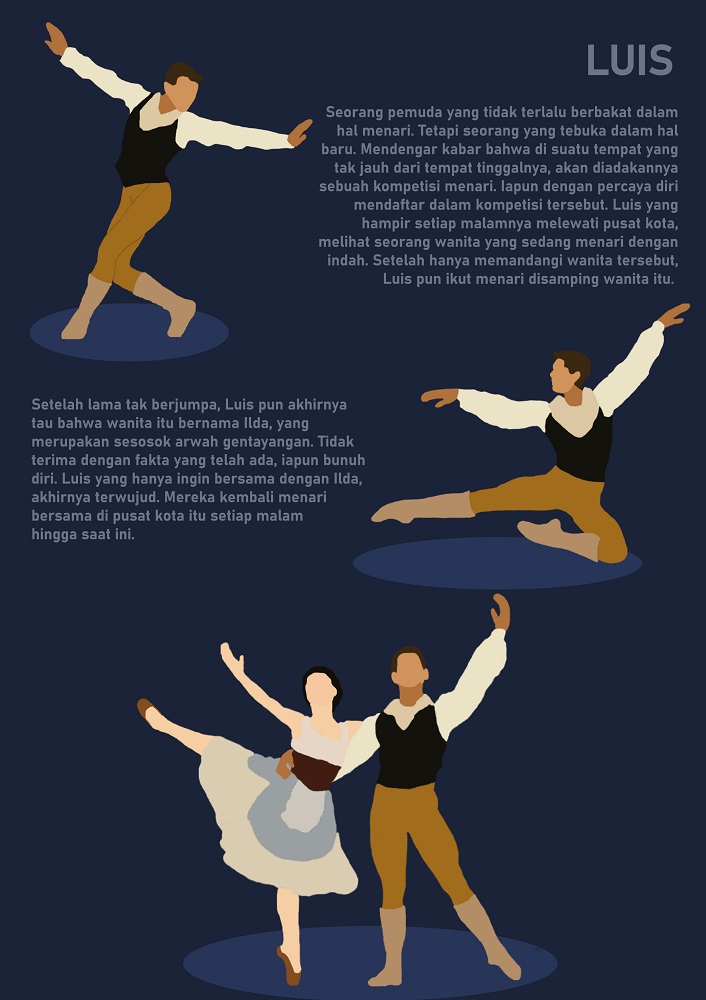 LUIS
Seorang pemuda yang tidak terlalu berbakat dalam
hal menari. Tetapi seorang yang tebuka dalam hal
baru. Mendengar kabar bahwa di suatu tempat yang
tak jauh dari tempat tinggalnya, akan diadakannya
sebuah kompetisi menari. Iapun dengan percaya diri
mendaftar dalam kompetisi tersebut. Luis yang
hampir setiap malamnya melewati pusat kota,
melihat seorang wanita yang sedang menari dengan
indah. Setelah hanya memandangi wanita tersebut,
Luis pun ikut menari disamping wanita itu.
Setelah lama tak berjumpa, Luis pun akhirnya
tau bahwa wanita itu bernama Ilda, yang
merupakan sesosok arwah gentayangan. Tidak
terima dengan fakta yang telah ada, iapun bunuh
diri. Luis yang hanya ingin bersama dengan Ilda,
akhirnya terwujud. Mereka kembali menari
bersama di pusat kota itu setiap malam
hingga saat ini.